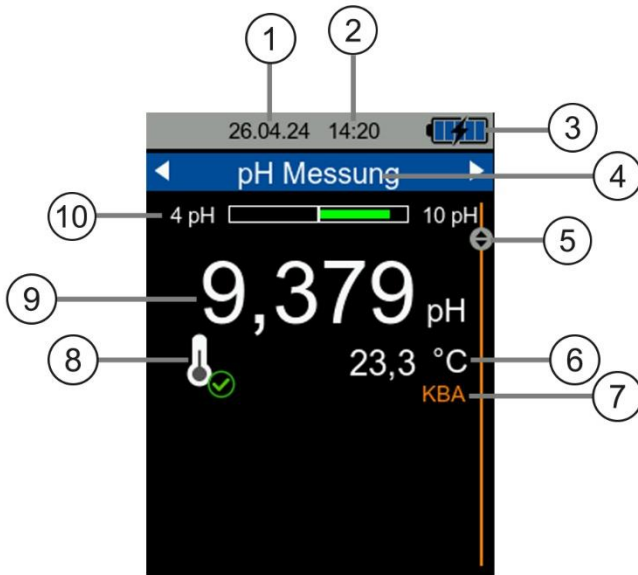 1 2
26.04.24 14:20 3
pH Messung 4
10 4 pH 10 pH
5
9 9,379 pH
8 23,3 °C 6
KBA 7